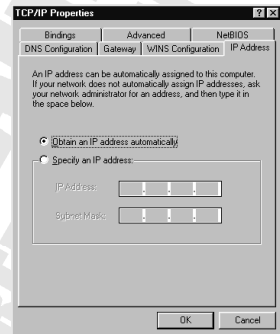 TCP/IP Properties
Bindings Advanced NetBIOS
DNS Configuration Gateway WINS Configuration IP Address
An IP address can be automatically assigned to this computer.
If your network does not automatically assign IP addresses, ask
your network administrator for an address, and then type it in
the space below.
Obtain an IP address automatically
Specify an IP address:
IP Address:
Subnet Mask:
OK Cancel